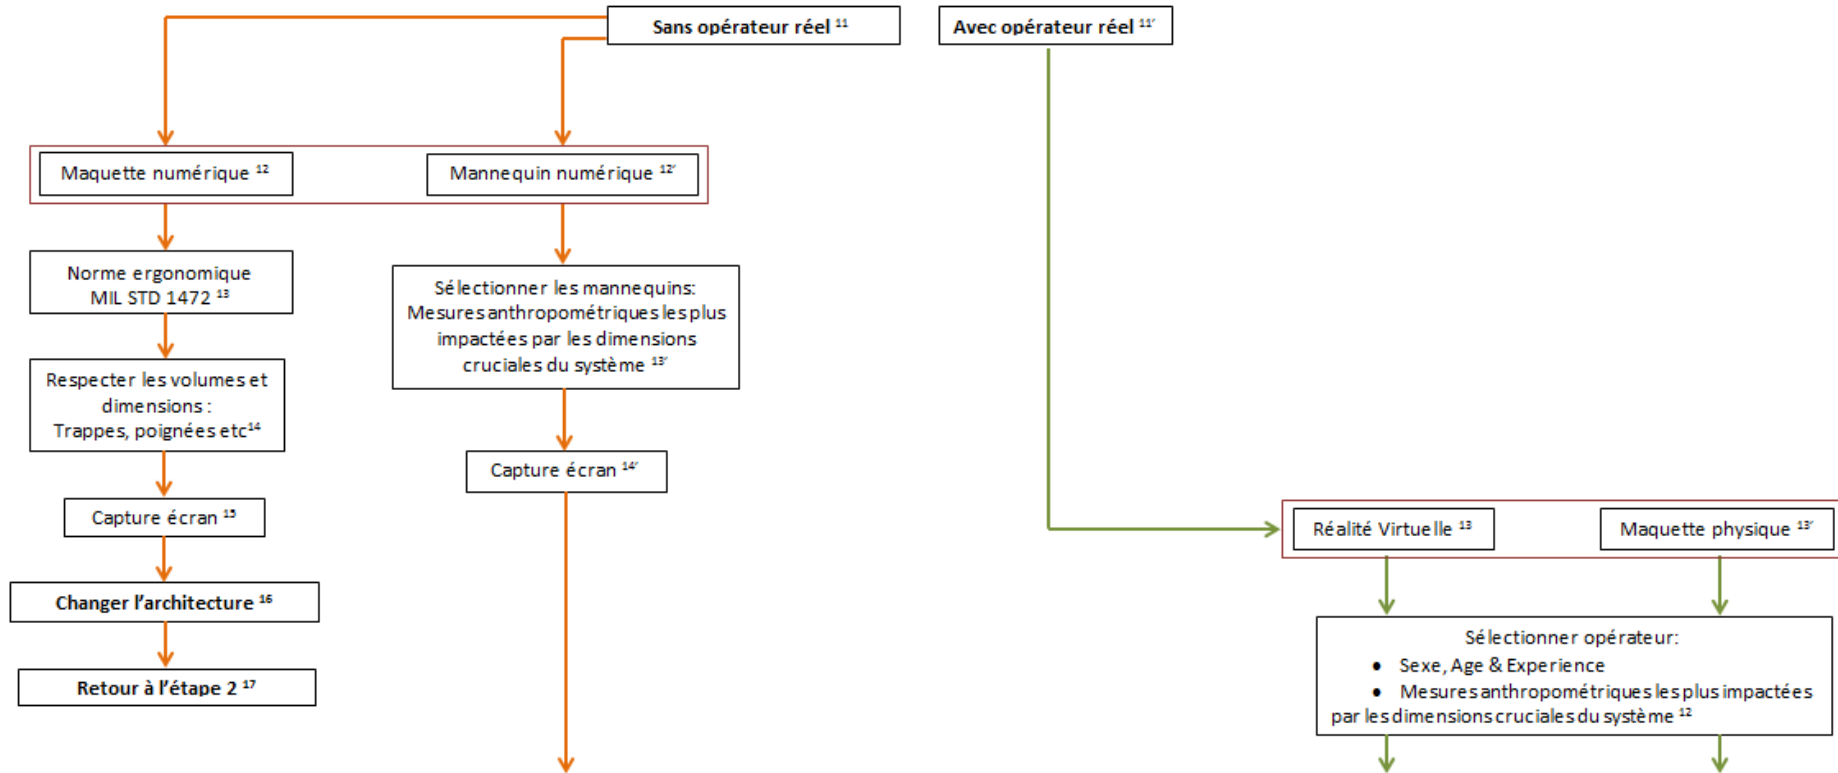 Sans opérateur réel ¹¹
Avec opérateur réel ¹¹′
Maquette numérique ¹²
Mannequin numérique ¹²′
Norme ergonomique
MIL STD 1472 ¹³
Sélectionner les mannequins:
Mesures anthropométriques les plus
impactées par les dimensions
cruciales du système ¹³′
Respecter les volumes et
dimensions :
Trappes, poignées etc¹⁴
Capture écran ¹⁴′
Capture écran ¹⁵
Changer l'architecture ¹⁶
Retour à l'étape 2 ¹⁷
Réalité Virtuelle ¹³
Maquette physique ¹³′
Sélectionner opérateur:
• Sexe, Age & Experience
• Mesures anthropométriques les plus impactées
par les dimensions cruciales du système ¹²